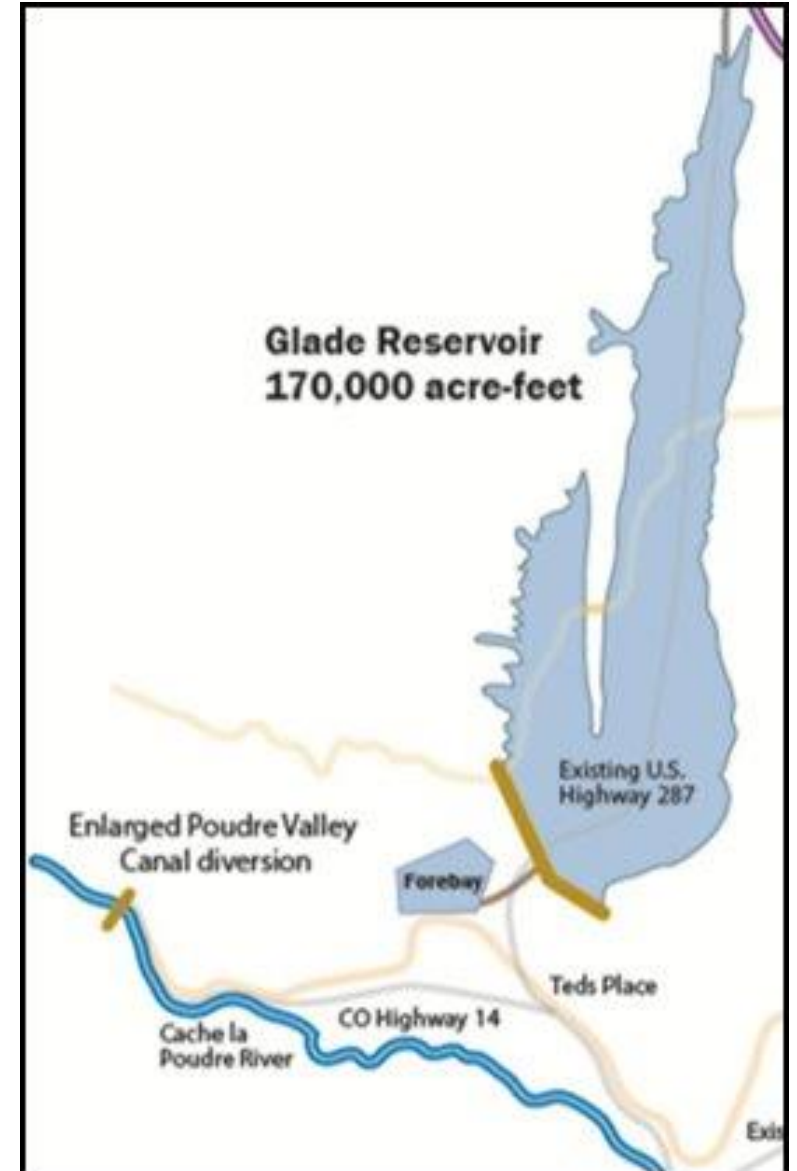 Glade Reservoir
170,000 acre-feet
Existing U.S.
Highway 287
Enlarged Poudre Valley
Canal diversion
Forebay
Teds Place
CO Highway 14
Cache la
Poudre River
Exis